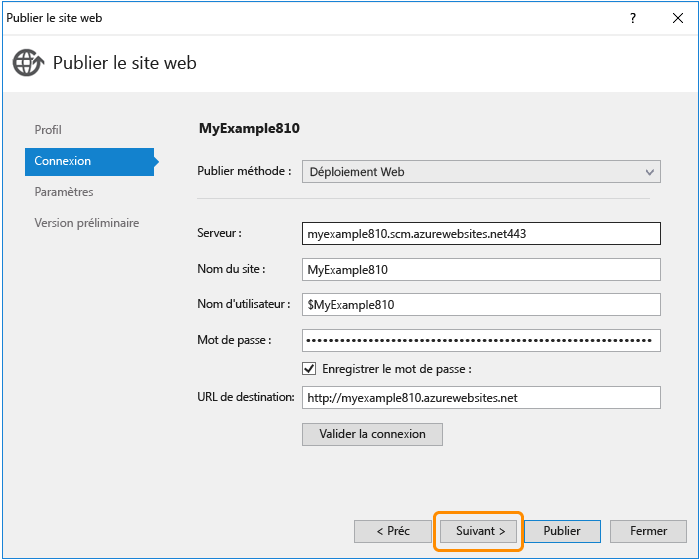 Publier le site web
?
Publier le site web
Profil
Connexion
Paramètres
Version préliminaire
MyExample810
Publier méthode : Déploiement Web
Serveur : myexample810.scm.azurewebsites.net443
Nom du site : MyExample810
Nom d'utilisateur : $MyExample810
Mot de passe :
Enregistrer le mot de passe :
URL de destination: http://myexample810.azurewebsites.net
Valider la connexion
< Préc Suivant > Publier Fermer